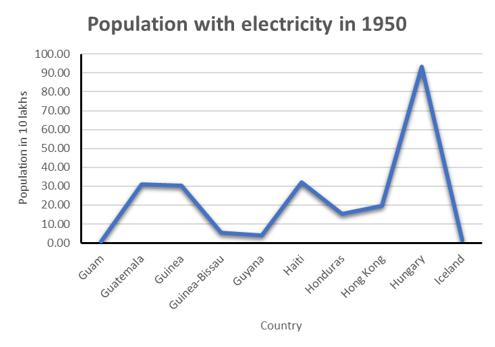 Population with electricity in 1950
Population in 10 lakhs
100.00
90.00
80.00
70.00
60.00
50.00
40.00
30.00
20.00
10.00
0.00
Guam
Guatemala
Guinea
Guinea-Bissau
Guyana
Haiti
Honduras
Hong Kong
Hungary
Iceland
Country